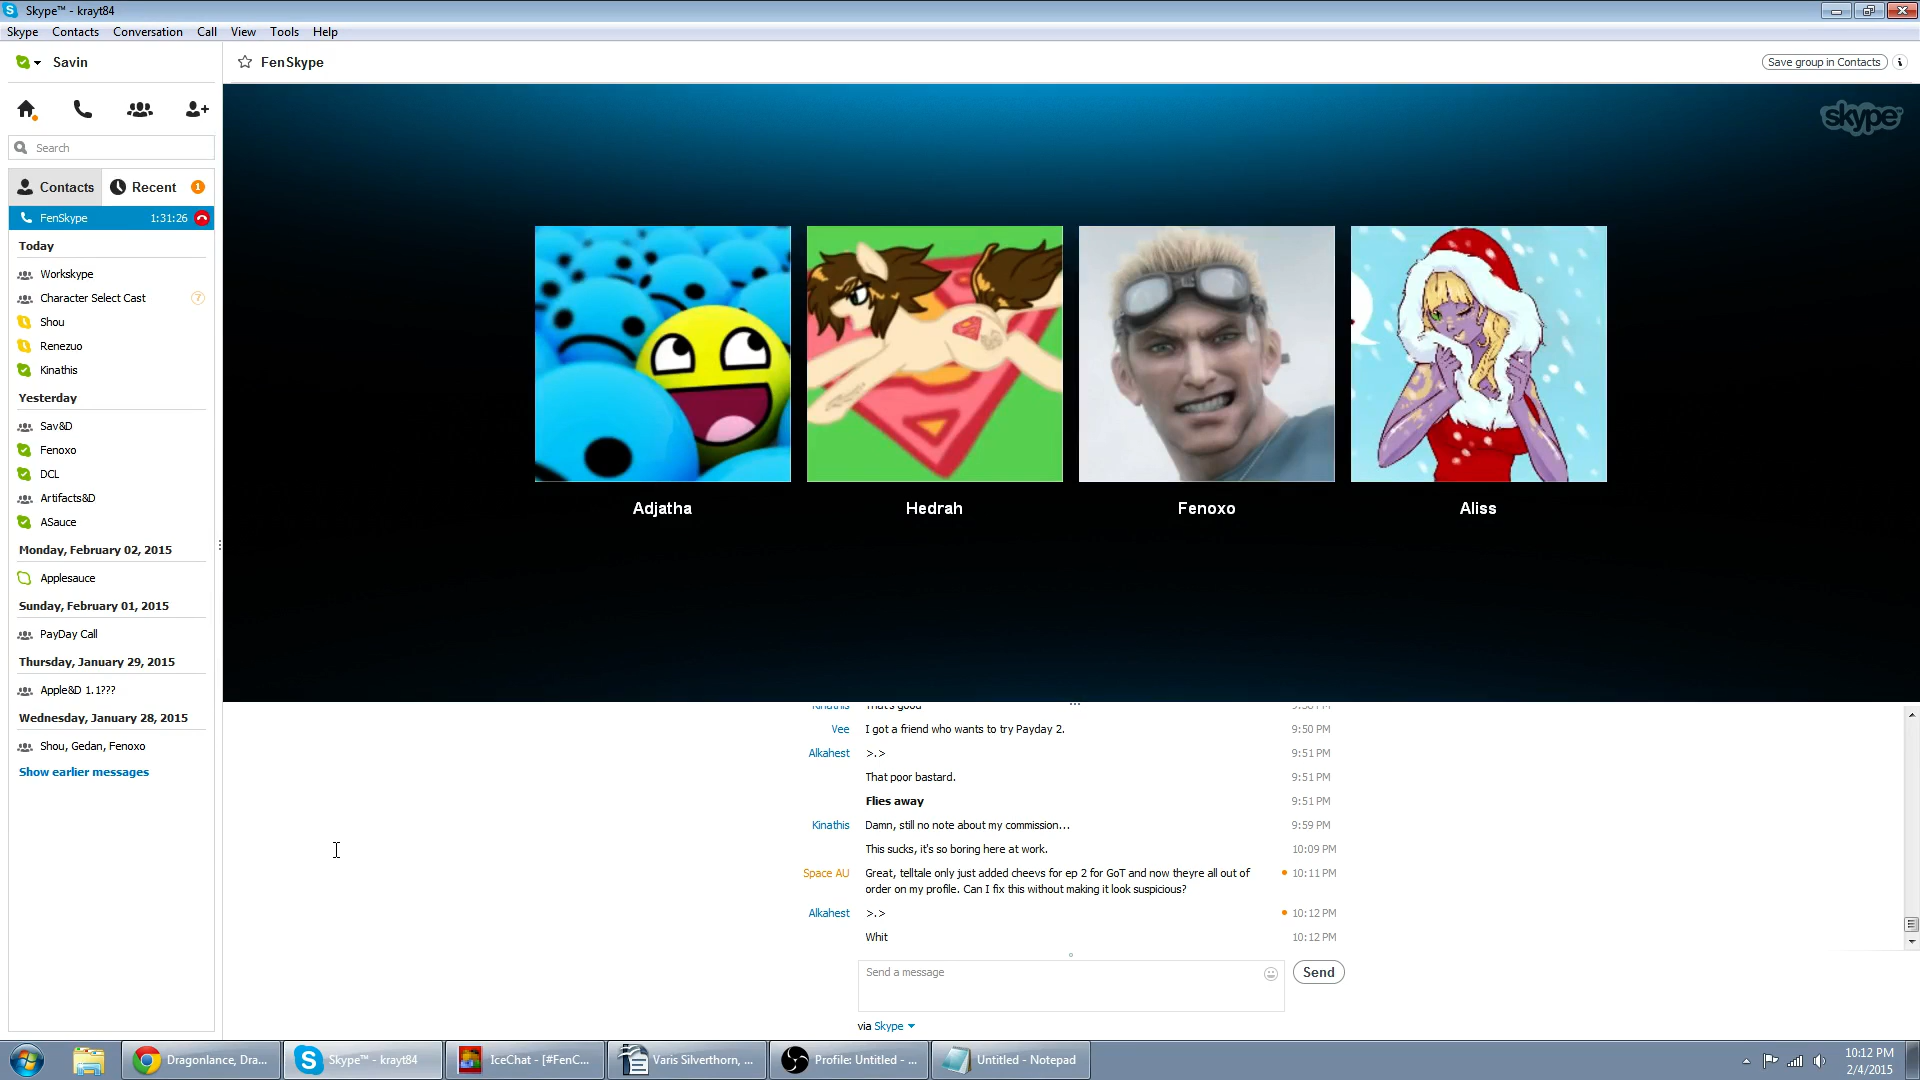 Skype™ - krayt84
Skype Contacts Conversation Call View Tools Help
Savin
FenSkype
Save group in Contacts
skype™
Search
Contacts
Recent 1
FenSkype 1:31:26
Today
Workskype
Character Select Cast 7
Shou
Renezuo
Kinathis
Yesterday
Sav&D
Fenoxo
DCL
Artifacts&D
ASauce
Monday, February 02, 2015
Applesauce
Sunday, February 01, 2015
PayDay Call
Thursday, January 29, 2015
Apple&D 1.1???
Wednesday, January 28, 2015
Shou, Gedan, Fenoxo
Show earlier messages
Adjatha
Hedrah
Fenoxo
Aliss
Kinathis That's good
Vee I got a friend who wants to try Payday 2. 9:50 PM
Alkahest >.> 9:51 PM
That poor bastard. 9:51 PM
Flies away 9:51 PM
Kinathis Damn, still no note about my commission... 9:59 PM
This sucks, it's so boring here at work. 10:09 PM
Space AU Great, telltale only just added cheevs for ep 2 for GoT and now theyre all out of 10:11 PM
order on my profile. Can I fix this without making it look suspicious?
Alkahest >.> 10:12 PM
Whit 10:12 PM
Send a message
Send
via Skype
Dragonlance, Dra...
Skype™ - krayt84
IceChat - [#FenC...
Varis Silverthorn, ...
Profile: Untitled - ...
Untitled - Notepad
10:12 PM
2/4/2015